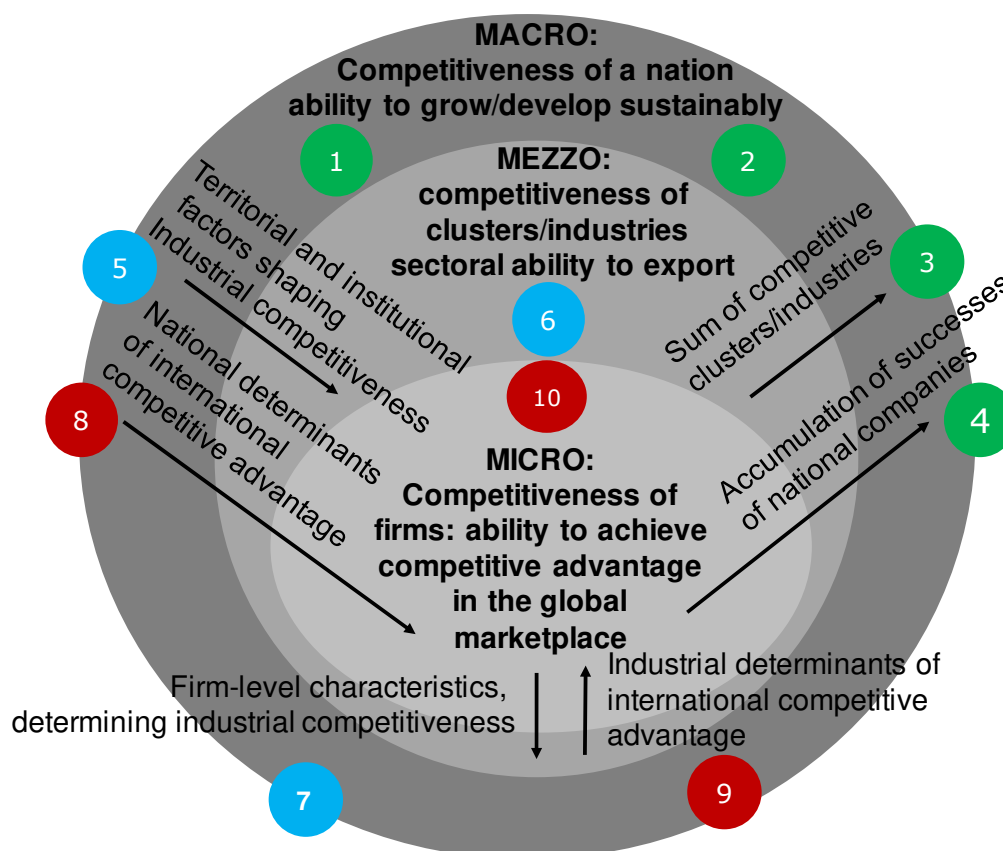 MACRO:
Competitiveness of a nation
ability to grow/develop sustainably
1
2
MEZZO:
competitiveness of
clusters/industries
sectoral ability to export
Territorial and institutional
factors shaping
Industrial competitiveness
5
6
3
Sum of competitive
clusters/industries
National determinants
of international
competitive advantage
8
10
4
Accumulation of successes
of national companies
MICRO:
Competitiveness of
firms: ability to achieve
competitive advantage
in the global
marketplace
Firm-level characteristics,
determining industrial competitiveness
Industrial determinants of
international competitive
advantage
7
9